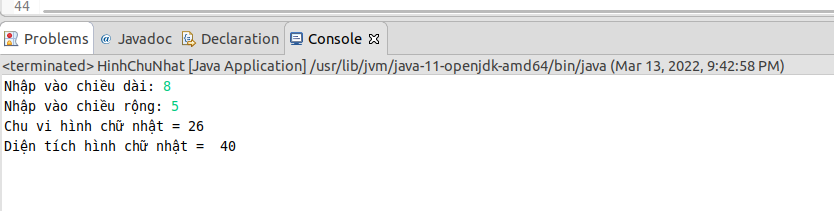 44
Problems @ Javadoc Declaration Console
<terminated> HinhChuNhat [Java Application] /usr/lib/jvm/java-11-openjdk-amd64/bin/java (Mar 13, 2022, 9:42:58 PM)
Nhập vào chiều dài: 8
Nhập vào chiều rộng: 5
Chu vi hình chữ nhật = 26
Diện tích hình chữ nhật =  40